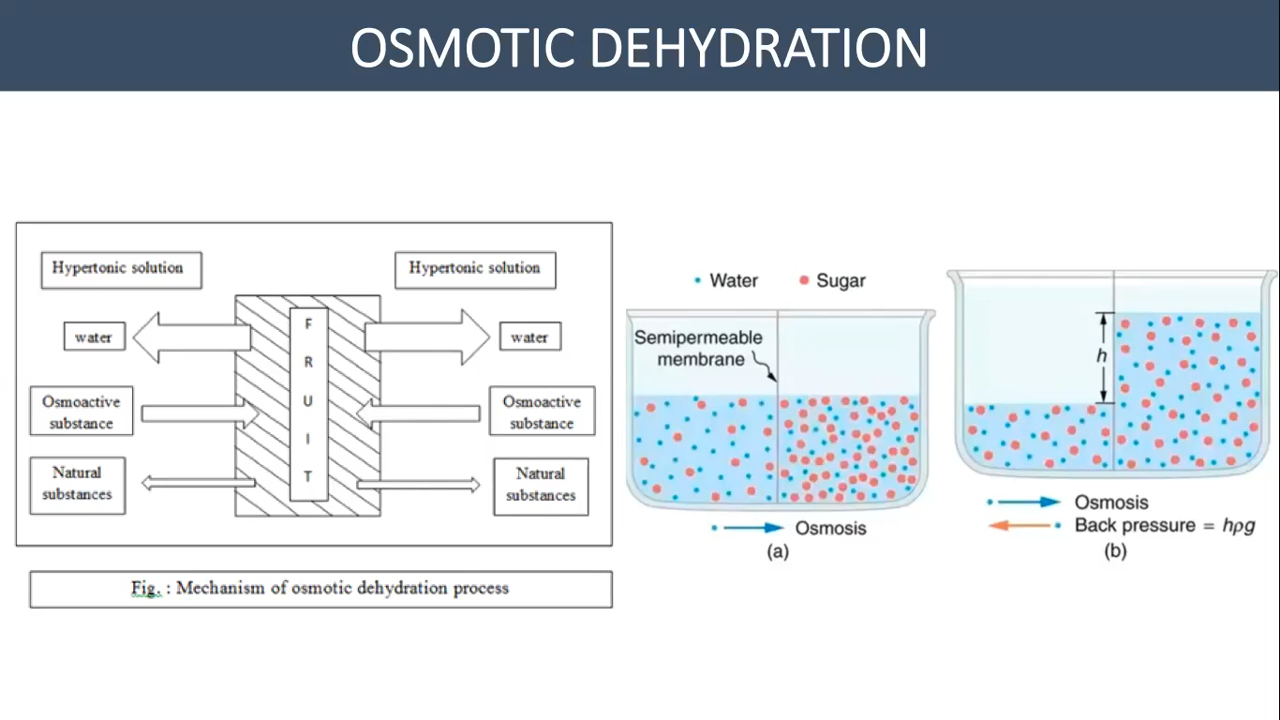 OSMOTIC DEHYDRATION
Hypertonic solution
Hypertonic solution
water
F
R
U
I
T
water
Osmoactive
substance
Osmoactive
substance
Natural
substances
Natural
substances
Fig. : Mechanism of osmotic dehydration process
Water
Sugar
Semipermeable
membrane
Osmosis
(a)
h
Osmosis
Back pressure = hρg
(b)